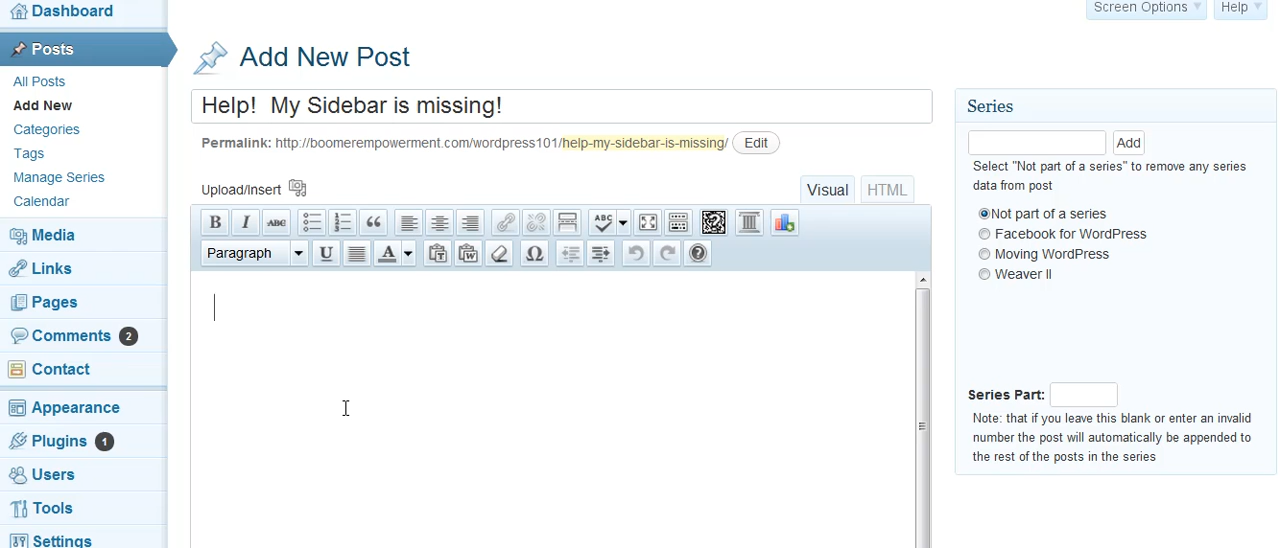 Dashboard
Screen Options
Help
Posts
Add New Post
All Posts
Add New
Categories
Tags
Manage Series
Calendar
Media
Links
Pages
Comments 2
Contact
Appearance
Plugins 1
Users
Tools
Settings
Help!  My Sidebar is missing!
Permalink: http://boomerempowerment.com/wordpress101/help-my-sidebar-is-missing/ Edit
Upload/Insert
Visual HTML
B I ABC ABC
Paragraph U A Ω
Series
Add
Select "Not part of a series" to remove any series
data from post
Not part of a series
Facebook for WordPress
Moving WordPress
Weaver II
Series Part:
Note: that if you leave this blank or enter an invalid
number the post will automatically be appended to
the rest of the posts in the series